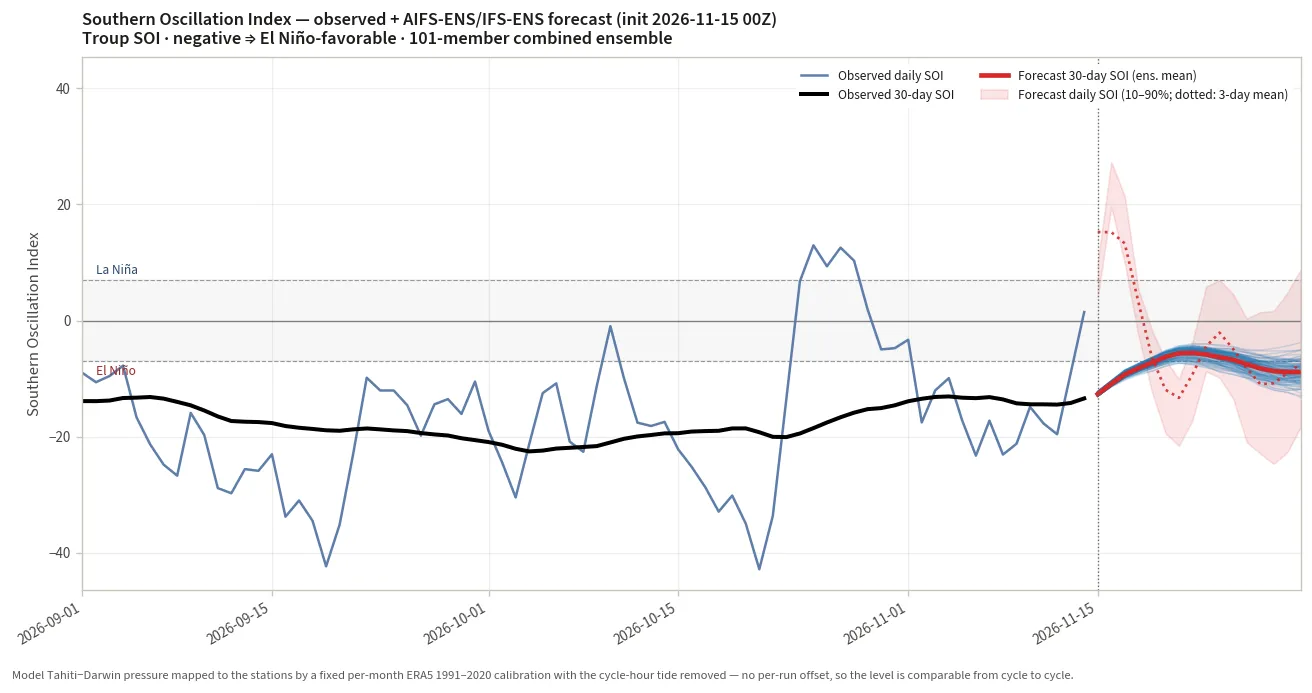 Southern Oscillation Index — observed + AIFS-ENS/IFS-ENS forecast (init 2026-11-15 00Z)
Troup SOI · negative ⇒ El Niño-favorable · 101-member combined ensemble
Observed daily SOI
Observed 30-day SOI
Forecast 30-day SOI (ens. mean)
Forecast daily SOI (10–90%; dotted: 3-day mean)
Southern Oscillation Index
40
20
0
−20
−40
La Niña
El Niño
2026-09-01
2026-09-15
2026-10-01
2026-10-15
2026-11-01
2026-11-15
Model Tahiti−Darwin pressure mapped to the stations by a fixed per-month ERA5 1991–2020 calibration with the cycle-hour tide removed — no per-run offset, so the level is comparable from cycle to cycle.